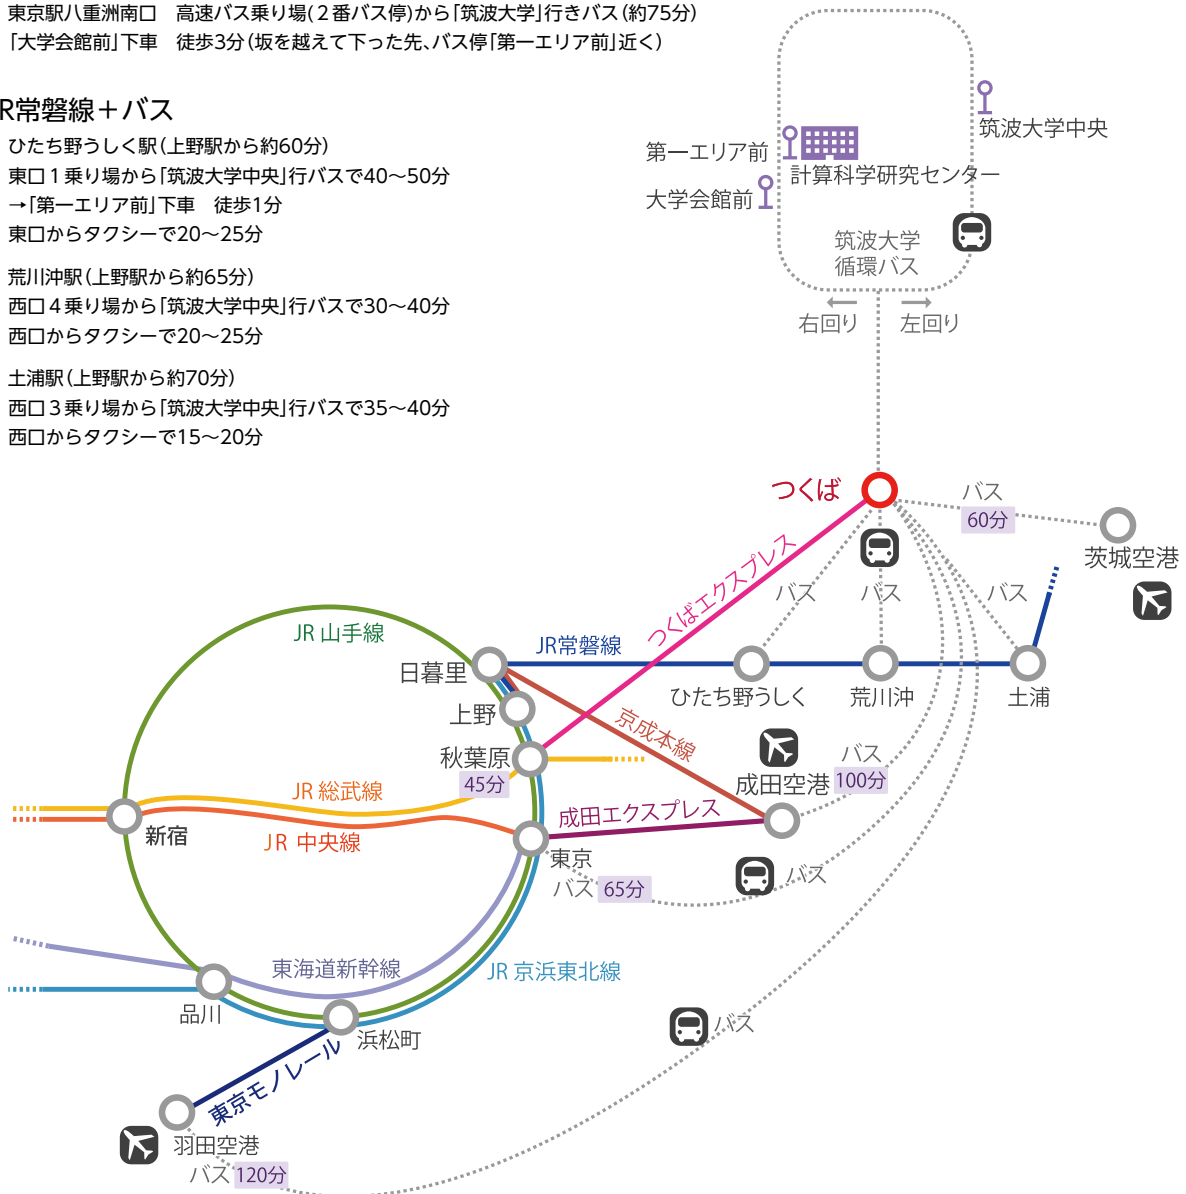 東京駅八重洲南口　高速バス乗り場(２番バス停)から「筑波大学」行きバス（約75分）
「大学会館前」下車　徒歩3分（坂を越えて下った先、バス停「第一エリア前」近く）
R常磐線＋バス
ひたち野うしく駅（上野駅から約60分）
東口１乗り場から「筑波大学中央」行バスで40〜50分
→「第一エリア前」下車　徒歩1分
東口からタクシーで20〜25分
荒川沖駅（上野駅から約65分）
西口４乗り場から「筑波大学中央」行バスで30〜40分
西口からタクシーで20〜25分
土浦駅（上野駅から約70分）
西口３乗り場から「筑波大学中央」行バスで35〜40分
西口からタクシーで15〜20分
筑波大学中央
第一エリア前
計算科学研究センター
大学会館前
筑波大学
循環バス
右回り
左回り
つくば
バス
60分
茨城空港
つくばエクスプレス
バス
バス
バス
JR 山手線
JR常磐線
日暮里
ひたち野うしく
荒川沖
土浦
上野
京成本線
秋葉原
45分
バス
100分
成田空港
JR 総武線
成田エクスプレス
新宿
JR 中央線
東京
バス
65分
バス
東海道新幹線
JR 京浜東北線
品川
浜松町
バス
東京モノレール
羽田空港
バス
120分